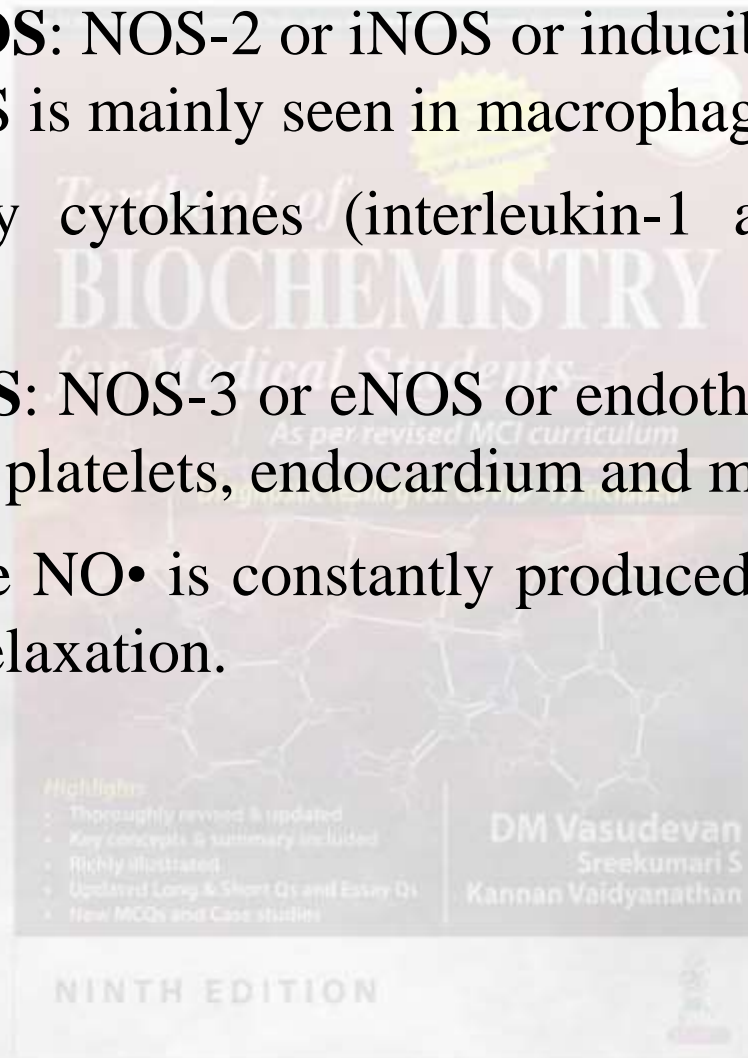 OS: NOS-2 or iNOS or inducib
S is mainly seen in macrophag
y cytokines (interleukin-1 a
Textbook of
BIOCHEMISTRY
for Medical Students
S: NOS-3 or eNOS or endoth
As per revised MCI curriculum
platelets, endocardium and m
e NO• is constantly produced
elaxation.
Highlights
• Thoroughly revised & updated
• Key concepts & summary included
• Richly illustrated
• Updated Long & Short Qs and Essay Qs
• New MCQs and Case studies
DM Vasudevan
Sreekumari S
Kannan Vaidyanathan
NINTH EDITION